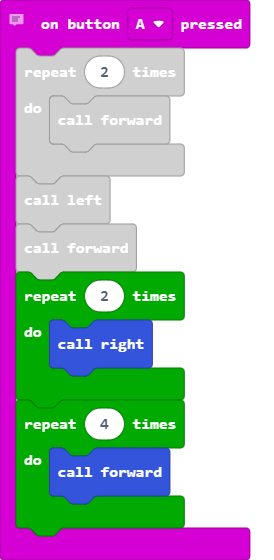 on button A pressed
repeat 2 times
do call forward
call left
call forward
repeat 2 times
do call right
repeat 4 times
do call forward